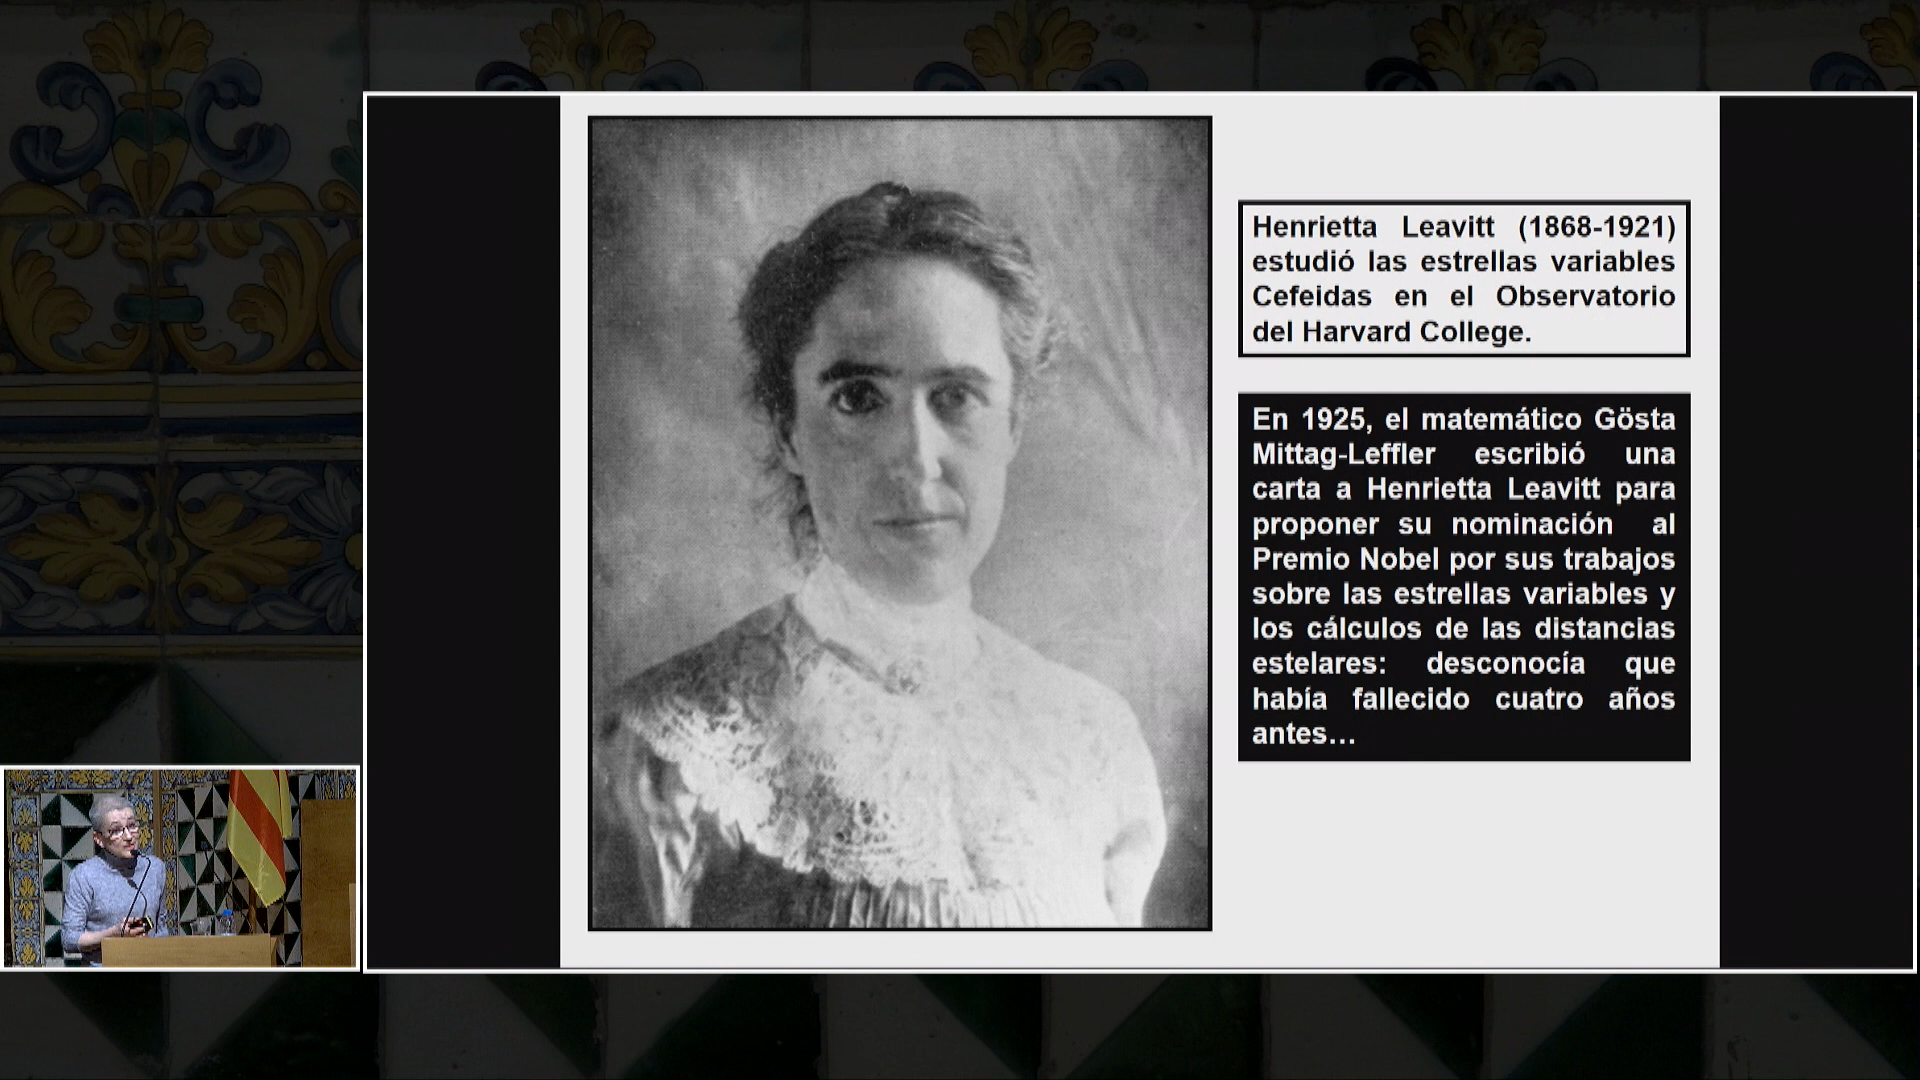 Henrietta Leavitt (1868-1921)
estudió las estrellas variables
Cefeidas en el Observatorio
del Harvard College.
En 1925, el matemático Gösta
Mittag-Leffler escribió una
carta a Henrietta Leavitt para
proponer su nominación al
Premio Nobel por sus trabajos
sobre las estrellas variables y
los cálculos de las distancias
estelares: desconocía que
había fallecido cuatro años
antes...